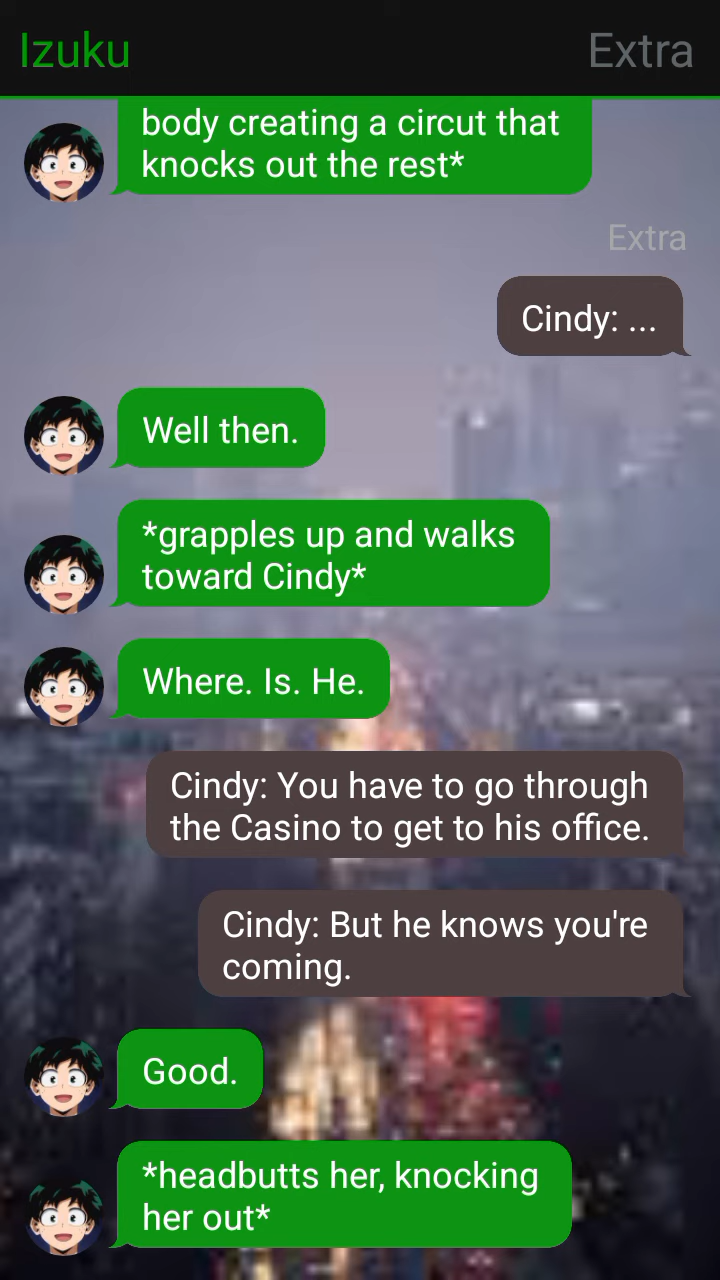 Izuku
Extra
body creating a circut that
knocks out the rest*
Extra
Cindy: ...
Well then.
*grapples up and walks
toward Cindy*
Where. Is. He.
Cindy: You have to go through
the Casino to get to his office.
Cindy: But he knows you're
coming.
Good.
*headbutts her, knocking
her out*